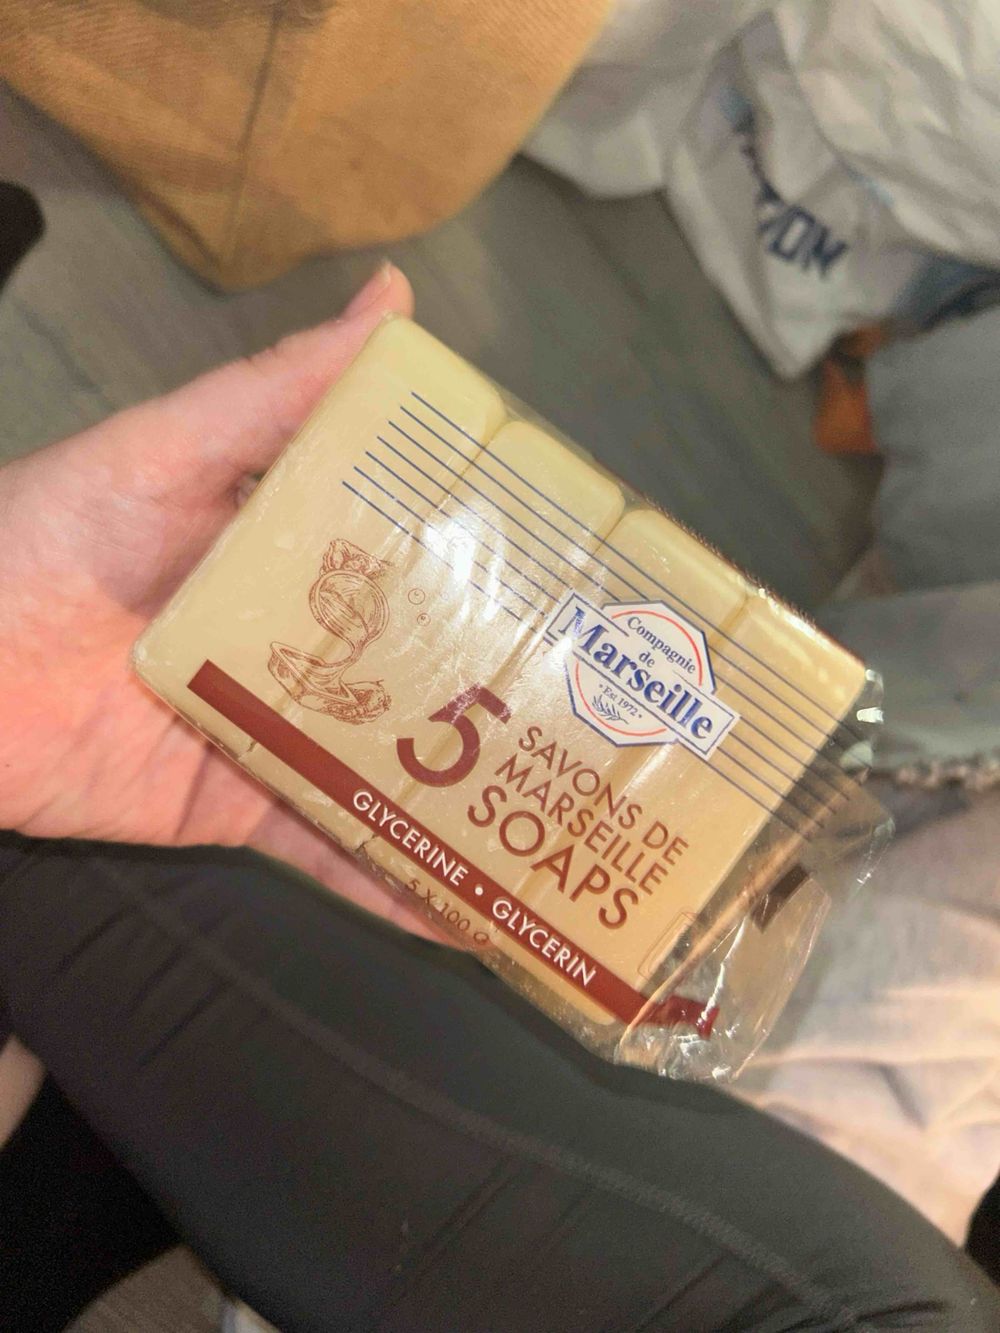 Compagnie
de
Marseille
• Est 1972 •
5
SAVONS DE
MARSEILLE
SOAPS
GLYCERINE • GLYCERIN
5 X 100 G